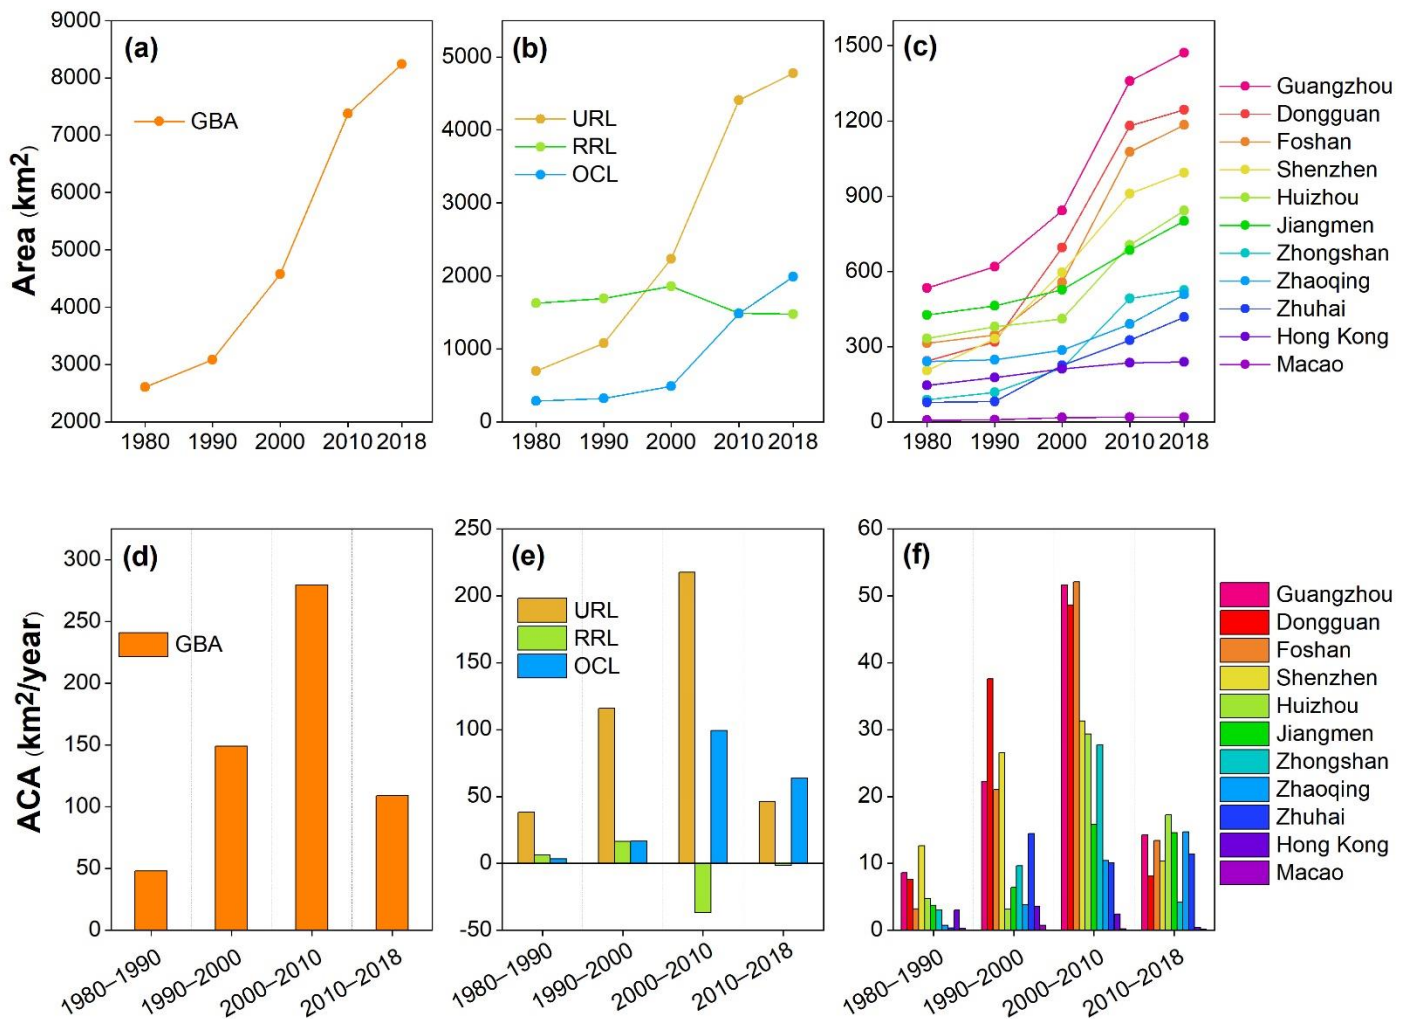 Area (km²)
(a)
GBA
9000
8000
7000
6000
5000
4000
3000
2000
1980 1990 2000 2010 2018
(b)
URL
RRL
OCL
5000
4000
3000
2000
1000
0
1980 1990 2000 2010 2018
(c)
1500
1200
900
600
300
0
1980 1990 2000 2010 2018
Guangzhou
Dongguan
Foshan
Shenzhen
Huizhou
Jiangmen
Zhongshan
Zhaoqing
Zhuhai
Hong Kong
Macao
ACA (km²/year)
(d)
GBA
300
250
200
150
100
50
0
1980–1990 1990–2000 2000–2010 2010–2018
(e)
URL
RRL
OCL
250
200
150
100
50
0
-50
1980–1990 1990–2000 2000–2010 2010–2018
(f)
60
50
40
30
20
10
0
1980–1990 1990–2000 2000–2010 2010–2018
Guangzhou
Dongguan
Foshan
Shenzhen
Huizhou
Jiangmen
Zhongshan
Zhaoqing
Zhuhai
Hong Kong
Macao